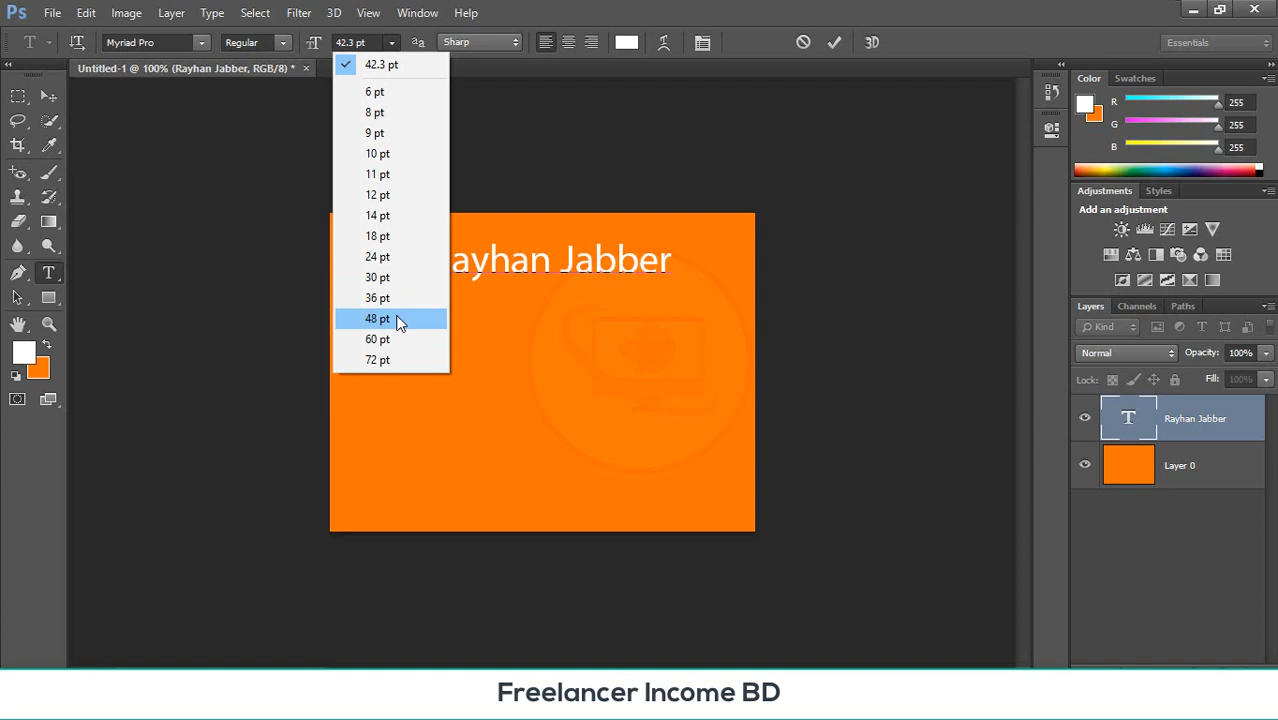 Ps File Edit Image Layer Type Select Filter 3D View Window Help
T Myriad Pro Regular 42.3 pt aa Sharp 3D Essentials
Untitled-1 @ 100% (Rayhan Jabber, RGB/8) *
42.3 pt
6 pt
8 pt
9 pt
10 pt
11 pt
12 pt
14 pt
18 pt
24 pt
30 pt
36 pt
48 pt
60 pt
72 pt
ayhan Jabber
Color Swatches
R 255
G 255
B 255
Adjustments Styles
Add an adjustment
Layers Channels Paths
Kind
Normal Opacity: 100%
Lock: Fill: 100%
T Rayhan Jabber
Layer 0
Freelancer Income BD